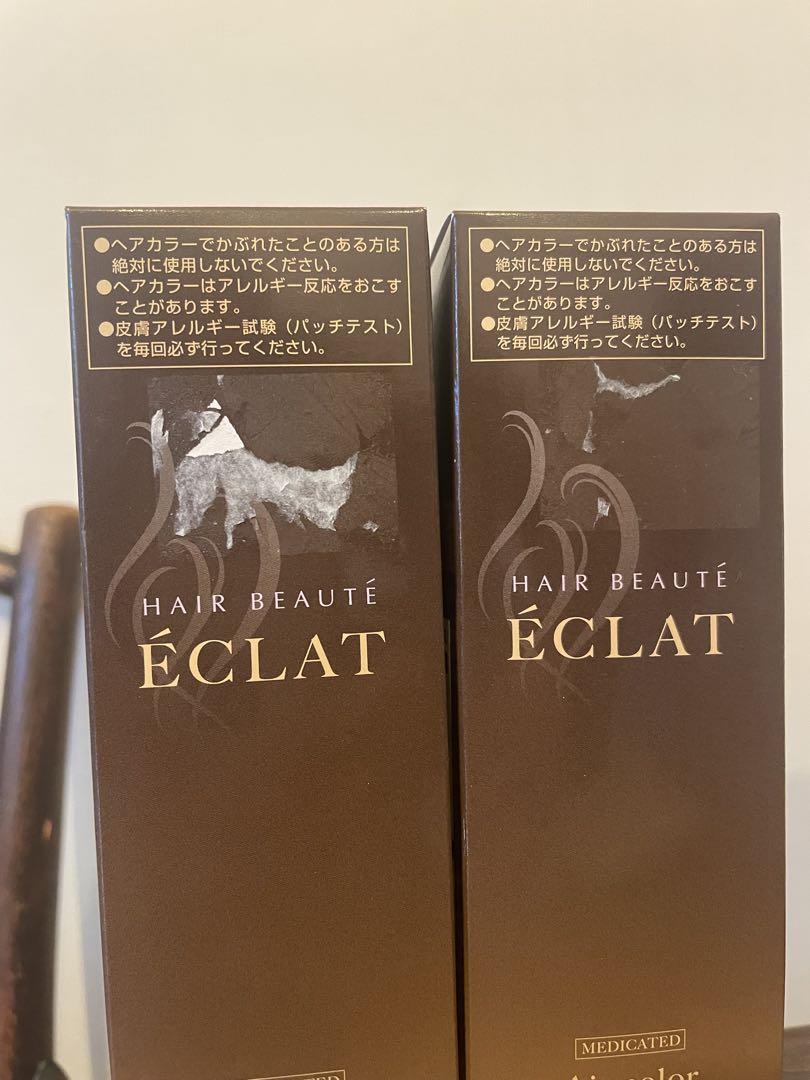 ●ヘアカラーでかぶれたことのある方は
絶対に使用しないでください。
●ヘアカラーはアレルギー反応をおこす
ことがあります。
●皮膚アレルギー試験（パッチテスト）
を毎回必ず行ってください。
HAIR BEAUTÉ
ÉCLAT
●ヘアカラーでかぶれたことのある方は
絶対に使用しないでください。
●ヘアカラーはアレルギー反応をおこす
ことがあります。
●皮膚アレルギー試験（パッチテスト）
を毎回必ず行ってください。
HAIR BEAUTÉ
ÉCLAT
MEDICATED